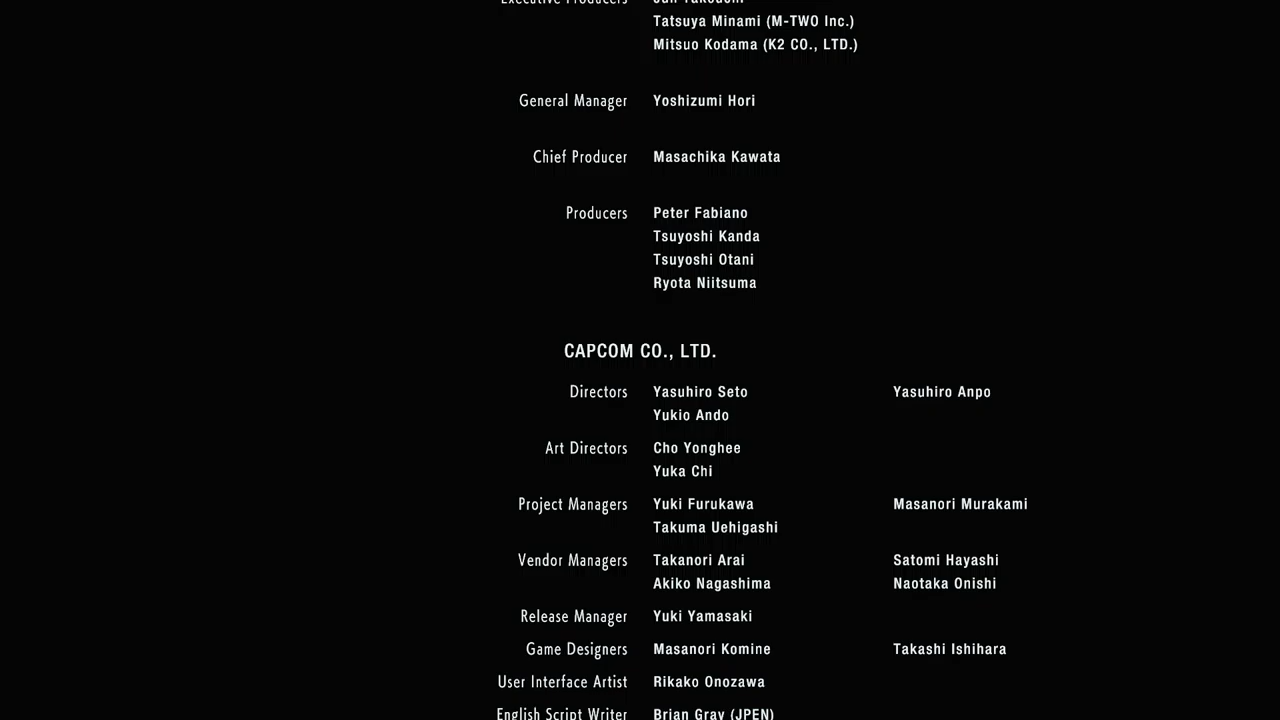 Executive Producers Jun Takeuchi
Tatsuya Minami (M-TWO Inc.)
Mitsuo Kodama (K2 CO., LTD.)
General Manager Yoshizumi Hori
Chief Producer Masachika Kawata
Producers Peter Fabiano
Tsuyoshi Kanda
Tsuyoshi Otani
Ryota Niitsuma
CAPCOM CO., LTD.
Directors Yasuhiro Seto Yasuhiro Anpo
Yukio Ando
Art Directors Cho Yonghee
Yuka Chi
Project Managers Yuki Furukawa Masanori Murakami
Takuma Uehigashi
Vendor Managers Takanori Arai Satomi Hayashi
Akiko Nagashima Naotaka Onishi
Release Manager Yuki Yamasaki
Game Designers Masanori Komine Takashi Ishihara
User Interface Artist Rikako Onozawa
English Script Writer Brian Gray (JPEN)